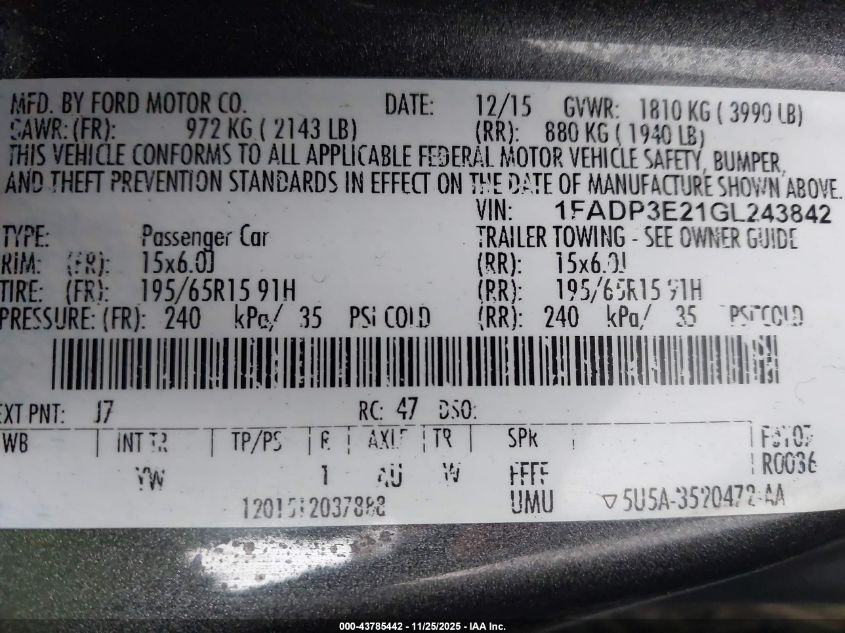 MFD. BY FORD MOTOR CO. DATE: 12/15 GVWR: 1810 KG ( 3990 LB)
GAWR: (FR): 972 KG ( 2143 LB) (RR): 880 KG ( 1940 LB)
THIS VEHICLE CONFORMS TO ALL APPLICABLE FEDERAL MOTOR VEHICLE SAFETY, BUMPER,
AND THEFT PREVENTION STANDARDS IN EFFECT ON THE DATE OF MANUFACTURE SHOWN ABOVE.
VIN: 1FADP3E21GL243842
TYPE: Passenger Car TRAILER TOWING - SEE OWNER GUIDE
RIM: (FR): 15x6.0J (RR): 15x6.0J
TIRE: (FR): 195/65R15 91H (RR): 195/65R15 91H
PRESSURE: (FR): 240 kPa/ 35 PSI COLD (RR): 240 kPa/ 35 PSI COLD
EXT PNT: J7 RC: 47 DSO:
WB INT TR TP/PS R AXLE TR SPR
YW 1 AU W FFFF R0036
UMU ▽5U5A-3520472-AA
000-43785442 - 11/25/2025 - IAA Inc.